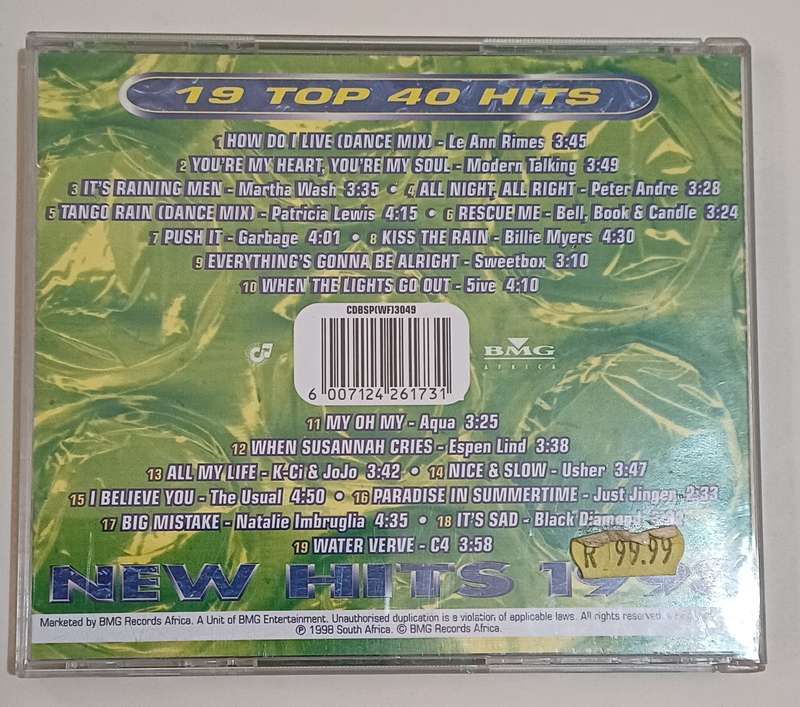 19 TOP 40 HITS
1 HOW DO I LIVE (DANCE MIX) - Le Ann Rimes 3:45
2 YOU'RE MY HEART, YOU'RE MY SOUL - Modern Talking 3:49
3 IT'S RAINING MEN - Martha Wash 3:35 • 4 ALL NIGHT, ALL RIGHT - Peter Andre 3:28
5 TANGO RAIN (DANCE MIX) - Patricia Lewis 4:15 • 6 RESCUE ME - Bell, Book & Candle 3:24
7 PUSH IT - Garbage 4:01 • 8 KISS THE RAIN - Billie Myers 4:30
9 EVERYTHING'S GONNA BE ALRIGHT - Sweetbox 3:10
10 WHEN THE LIGHTS GO OUT - 5ive 4:10
CDBSP(WF)3049
BMG
AFRICA
6 007124 261731
11 MY OH MY - Aqua 3:25
12 WHEN SUSANNAH CRIES - Espen Lind 3:38
13 ALL MY LIFE - K-Ci & JoJo 3:42 • 14 NICE & SLOW - Usher 3:47
15 I BELIEVE YOU - The Usual 4:50 • 16 PARADISE IN SUMMERTIME - Just Jinger
17 BIG MISTAKE - Natalie Imbruglia 4:35 • 18 IT'S SAD - Black Diamond
19 WATER VERVE - C4 3:58
R 99.99
NEW HITS
Marketed by BMG Records Africa. A Unit of BMG Entertainment. Unauthorised duplication is a violation of applicable laws. All rights reserved.
℗ 1998 South Africa. © BMG Records Africa.